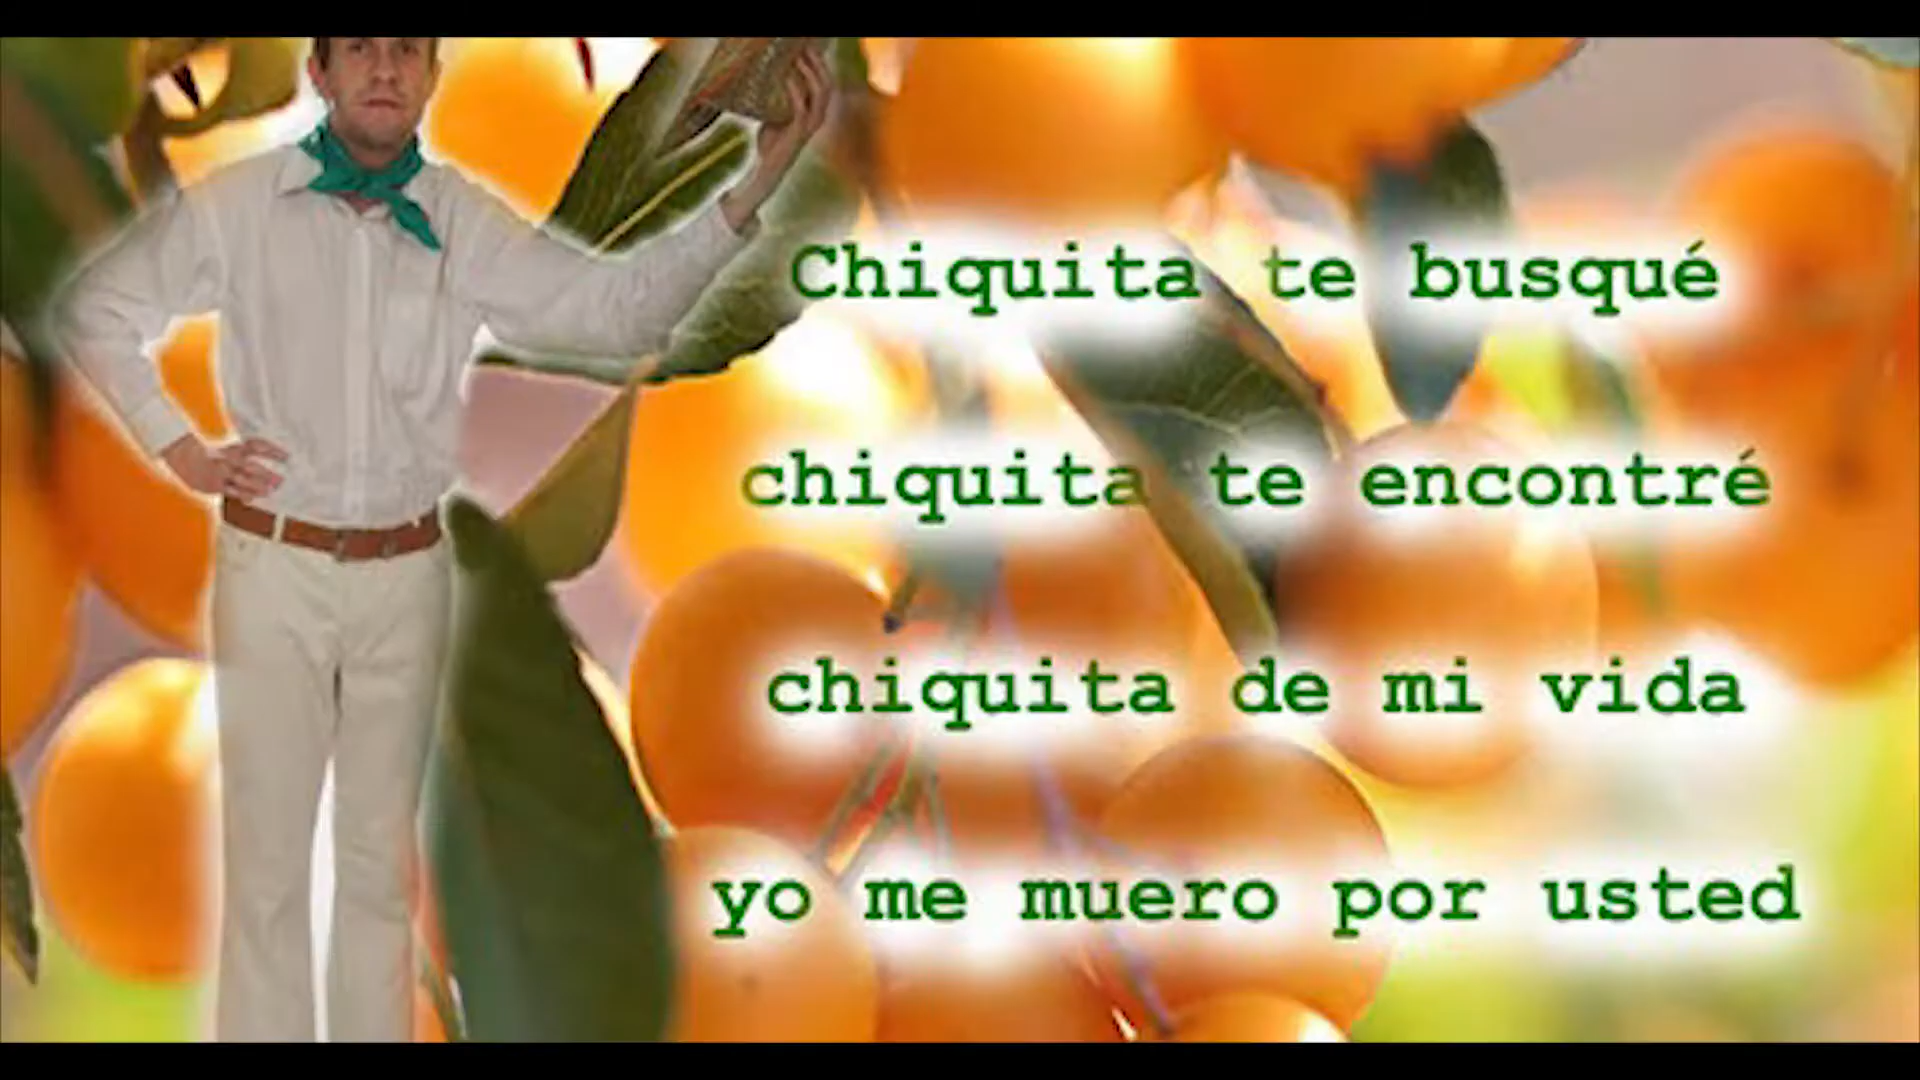 Chiquita te busqué
chiquita te encontré
chiquita de mi vida
yo me muero por usted